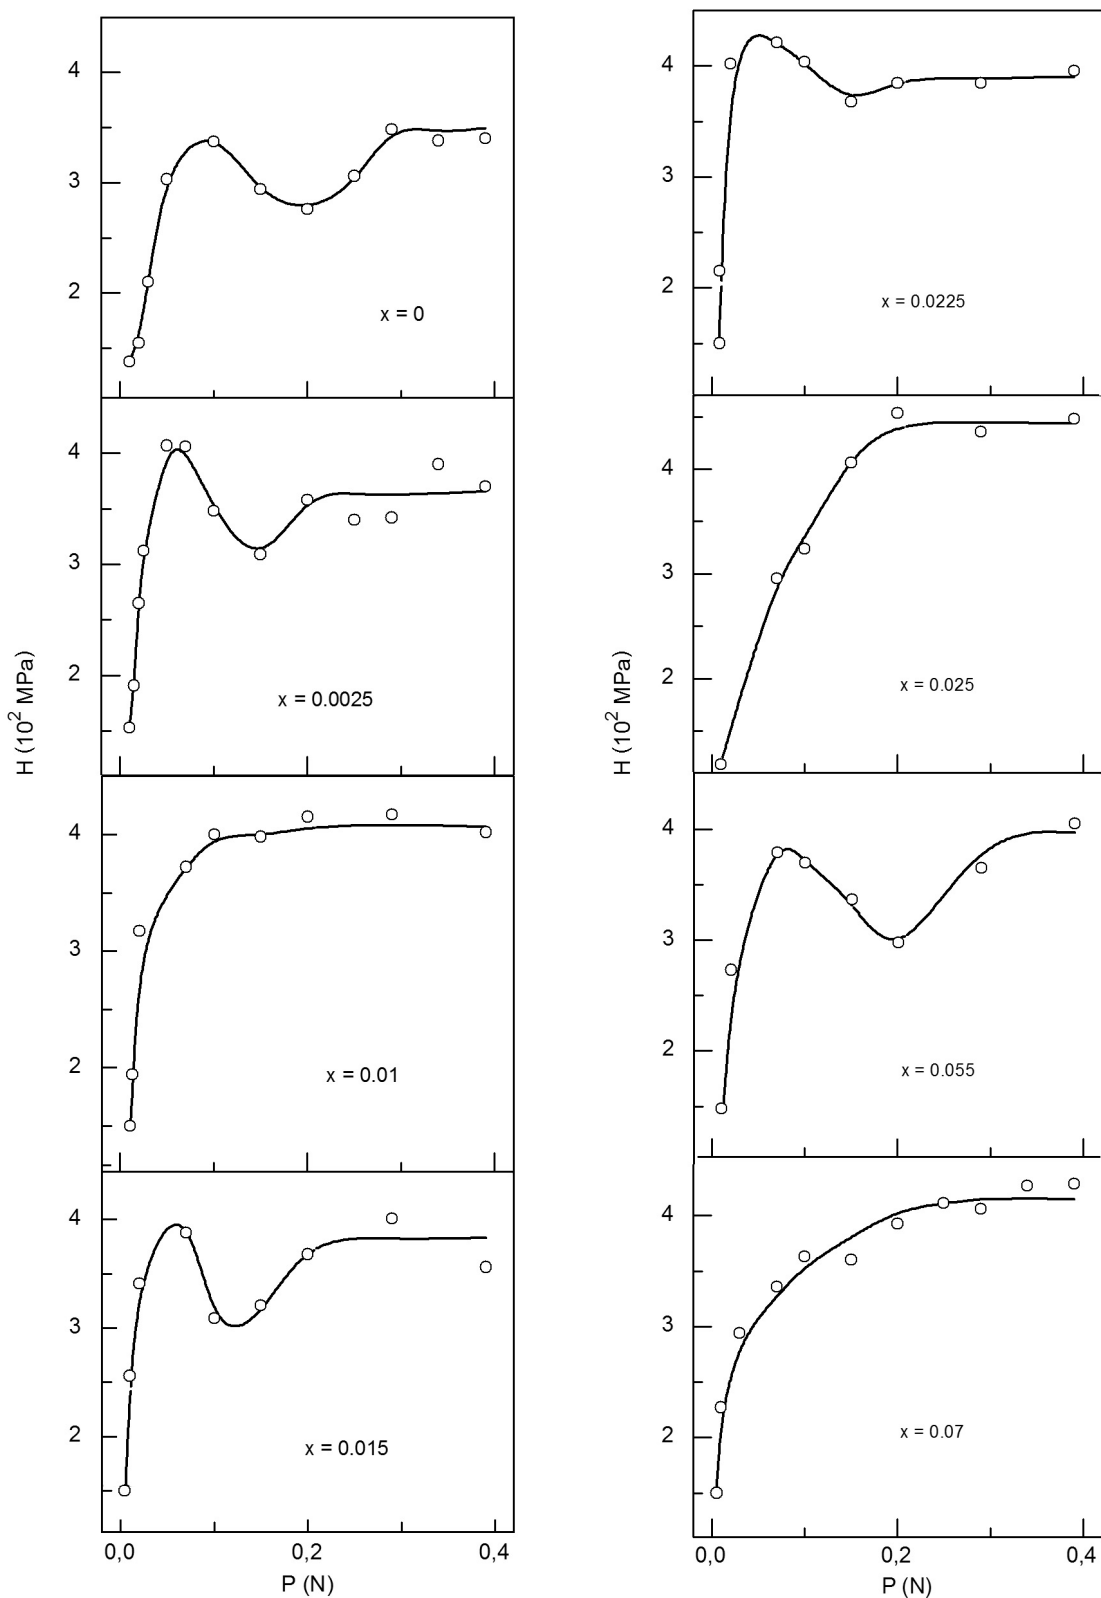 4
3
2
x = 0
4
3
2
x = 0.0025
H (10² MPa)
4
3
2
x = 0.01
4
3
2
x = 0.015
0,0
0,2
0,4
P (N)
4
3
2
x = 0.0225
4
3
2
x = 0.025
H (10² MPa)
4
3
2
x = 0.055
4
3
2
x = 0.07
0,0
0,2
0,4
P (N)